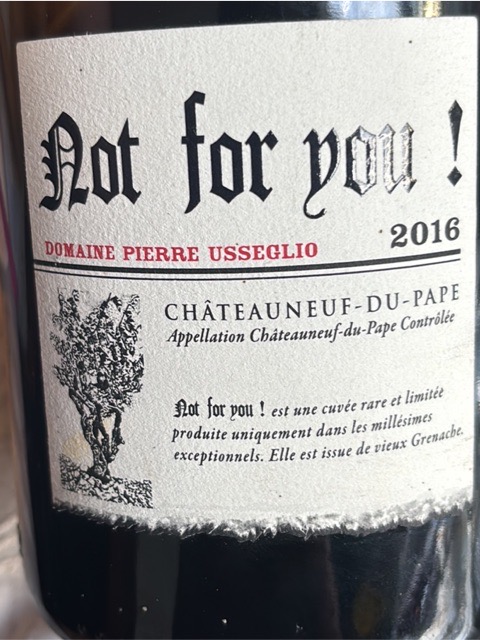 Not for you !
DOMAINE PIERRE USSEGLIO
2016
CHÂTEAUNEUF-DU-PAPE
Appellation Châteauneuf-du-Pape Contrôlée
Not for you ! est une cuvée rare et limitée
produite uniquement dans les millésimes
exceptionnels. Elle est issue de vieux Grenache.